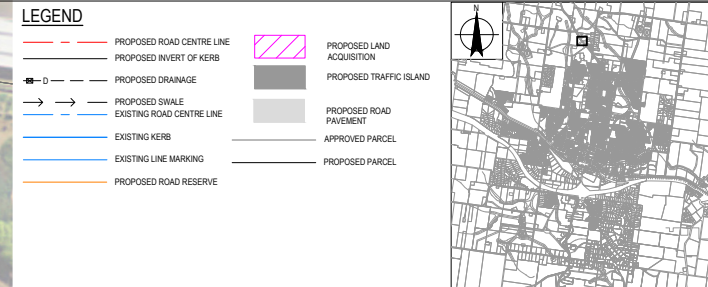 LEGEND
PROPOSED ROAD CENTRE LINE
PROPOSED INVERT OF KERB
D
PROPOSED DRAINAGE
PROPOSED SWALE
EXISTING ROAD CENTRE LINE
EXISTING KERB
EXISTING LINE MARKING
PROPOSED ROAD RESERVE
PROPOSED LAND
ACQUISITION
PROPOSED TRAFFIC ISLAND
PROPOSED ROAD
PAVEMENT
APPROVED PARCEL
PROPOSED PARCEL
N